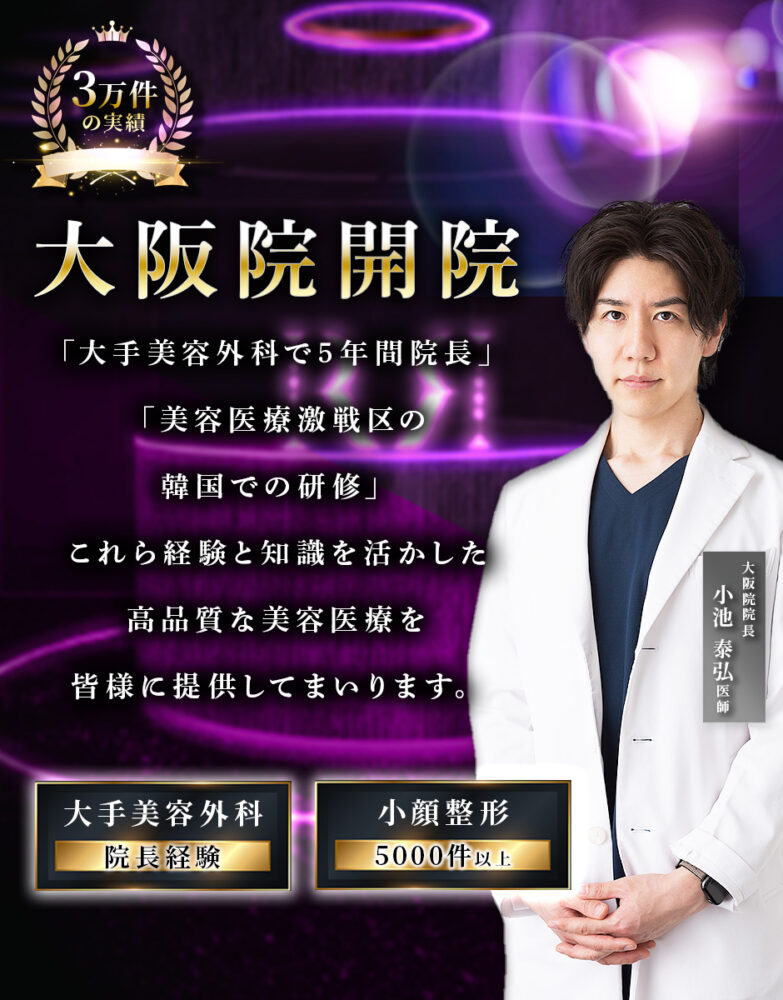 3万件
の実績
大阪院開院
「大手美容外科で5年間院長」
「美容医療激戦区の
韓国での研修」
これら経験と知識を活かした
高品質な美容医療を
皆様に提供してまいります。
大阪院院長
小池 泰弘医師
大手美容外科
院長経験
小顔整形
5000件以上